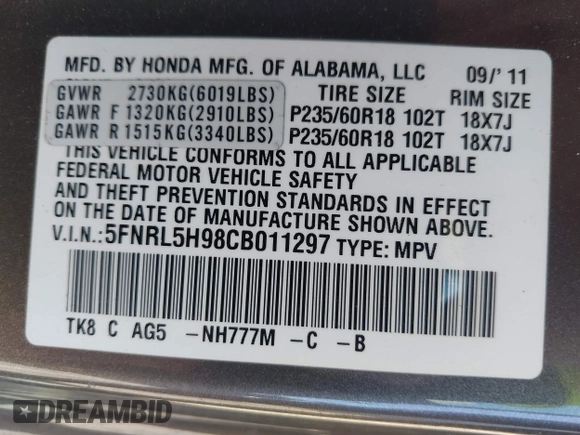 MFD. BY HONDA MFG. OF ALABAMA, LLC 09/'11
GVWR 2730KG(6019LBS) TIRE SIZE RIM SIZE
GAWR F 1320KG(2910LBS) P235/60R18 102T 18X7J
GAWR R 1515KG(3340LBS) P235/60R18 102T 18X7J
THIS VEHICLE CONFORMS TO ALL APPLICABLE
FEDERAL MOTOR VEHICLE SAFETY
AND THEFT PREVENTION STANDARDS IN EFFECT
ON THE DATE OF MANUFACTURE SHOWN ABOVE.
V.I.N.:5FNRL5H98CB011297 TYPE: MPV
TK8 C AG5 -NH777M -C -B
DREAMBID